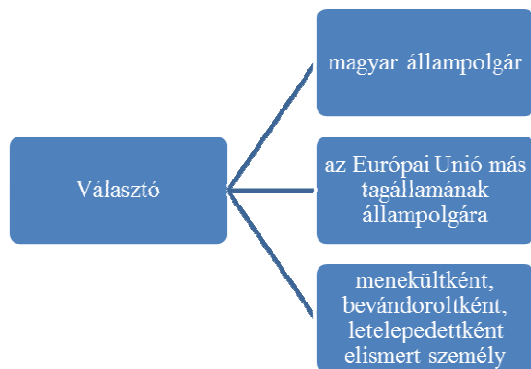 magyar állampolgár
Választó
az Európai Unió más
tagállamának
állampolgára
menekültként,
bevándoroltként,
letelepedettként
elismert személy